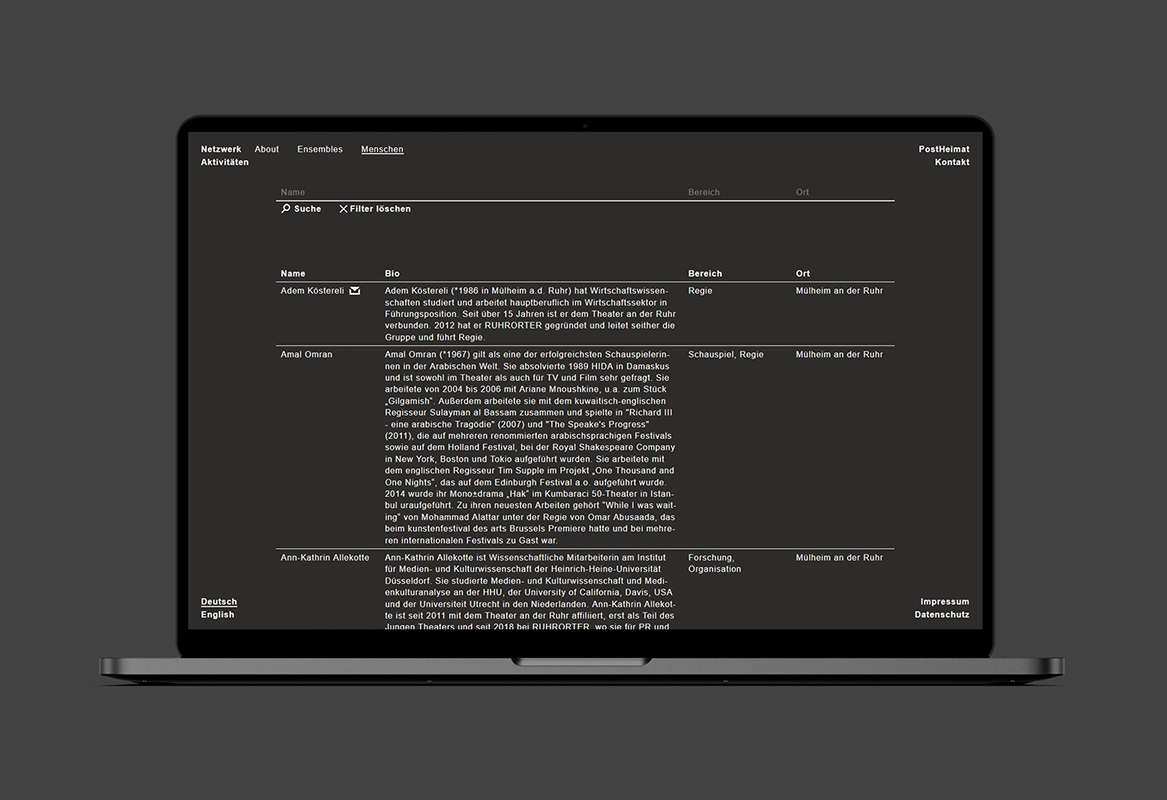 Netzwerk About Ensembles Menschen PostHeimat
Aktivitäten Kontakt
Name Bereich Ort
Suche Filter löschen
Name Bio Bereich Ort
Adem Köstereli Adem Köstereli (*1986 in Mülheim a.d. Ruhr) hat Wirtschaftswissen- Regie Mülheim an der Ruhr
schaften studiert und arbeitet hauptberuflich im Wirtschaftssektor in
Führungsposition. Seit über 15 Jahren ist er dem Theater an der Ruhr
verbunden. 2012 hat er RUHRORTER gegründet und leitet seither die
Gruppe und führt Regie.
Amal Omran Amal Omran (*1967) gilt als eine der erfolgreichsten Schauspielerin- Schauspiel, Regie Mülheim an der Ruhr
nen in der Arabischen Welt. Sie absolvierte 1989 HIDA in Damaskus
und ist sowohl im Theater als auch für TV und Film sehr gefragt. Sie
arbeitete von 2004 bis 2006 mit Ariane Mnoushkine, u.a. zum Stück
„Gilgamish“. Außerdem arbeitete sie mit dem kuwaitisch-englischen
Regisseur Sulayman al Bassam zusammen und spielte in "Richard III
- eine arabische Tragödie" (2007) und "The Speake's Progress"
(2011), die auf mehreren renommierten arabischsprachigen Festivals
sowie auf dem Holland Festival, bei der Royal Shakespeare Company
in New York, Boston und Tokio aufgeführt wurden. Sie arbeitete mit
dem englischen Regisseur Tim Supple im Projekt „One Thousand and
One Nights“, das auf dem Edinburgh Festival a.o. aufgeführt wurde.
2014 wurde ihr Mono±drama „Hak“ im Kumbaraci 50-Theater in Istan-
bul uraufgeführt. Zu ihren neuesten Arbeiten gehört “While I was wait-
ing“ von Mohammad Alattar unter der Regie von Omar Abusaada, das
beim kunstenfestival des arts Brussels Premiere hatte und bei mehre-
ren internationalen Festivals zu Gast war.
Ann-Kathrin Allekotte Ann-Kathrin Allekotte ist Wissenschaftliche Mitarbeiterin am Institut Forschung, Mülheim an der Ruhr
für Medien- und Kulturwissenschaft der Heinrich-Heine-Universität Organisation
Düsseldorf. Sie studierte Medien- und Kulturwissenschaft und Medi-
enkulturanalyse an der HHU, der University of California, Davis, USA
und der Universiteit Utrecht in den Niederlanden. Ann-Kathrin Allekot-
te ist seit 2011 mit dem Theater an der Ruhr affiliiert, erst als Teil des
Jungen Theaters und seit 2018 bei RUHRORTER, wo sie für PR und
Deutsch Impressum
English Datenschutz